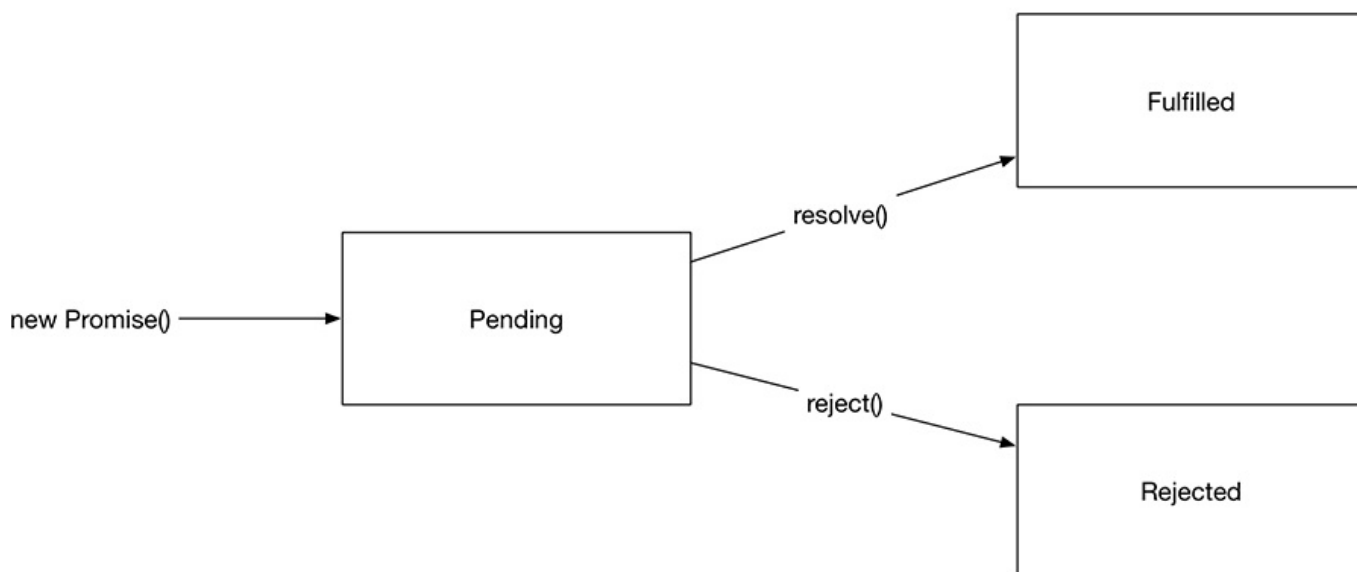 Fulfilled
resolve()
new Promise()
Pending
reject()
Rejected